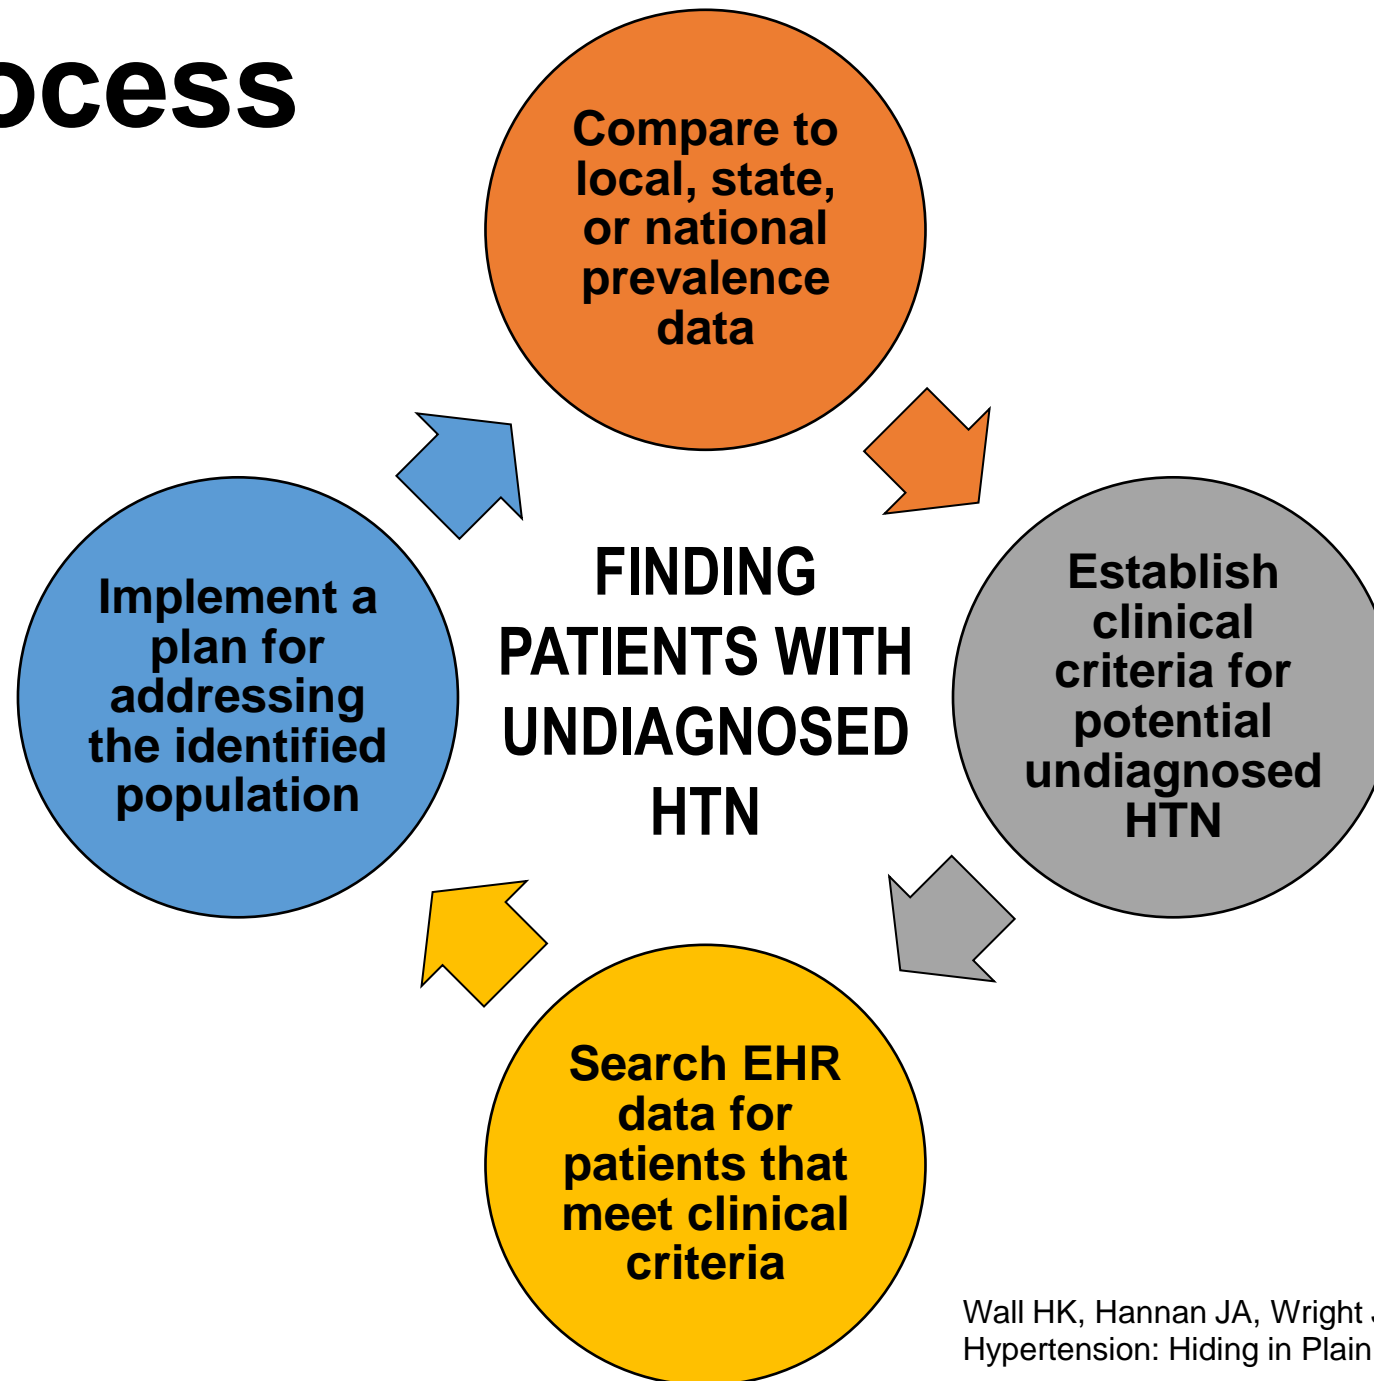 ocess
Compare to
local, state,
or national
prevalence
data
FINDING
PATIENTS WITH
UNDIAGNOSED
HTN
Establish
clinical
criteria for
potential
undiagnosed
HTN
Search EHR
data for
patients that
meet clinical
criteria
Implement a
plan for
addressing
the identified
population
Wall HK, Hannan JA, Wright
Hypertension: Hiding in Plain